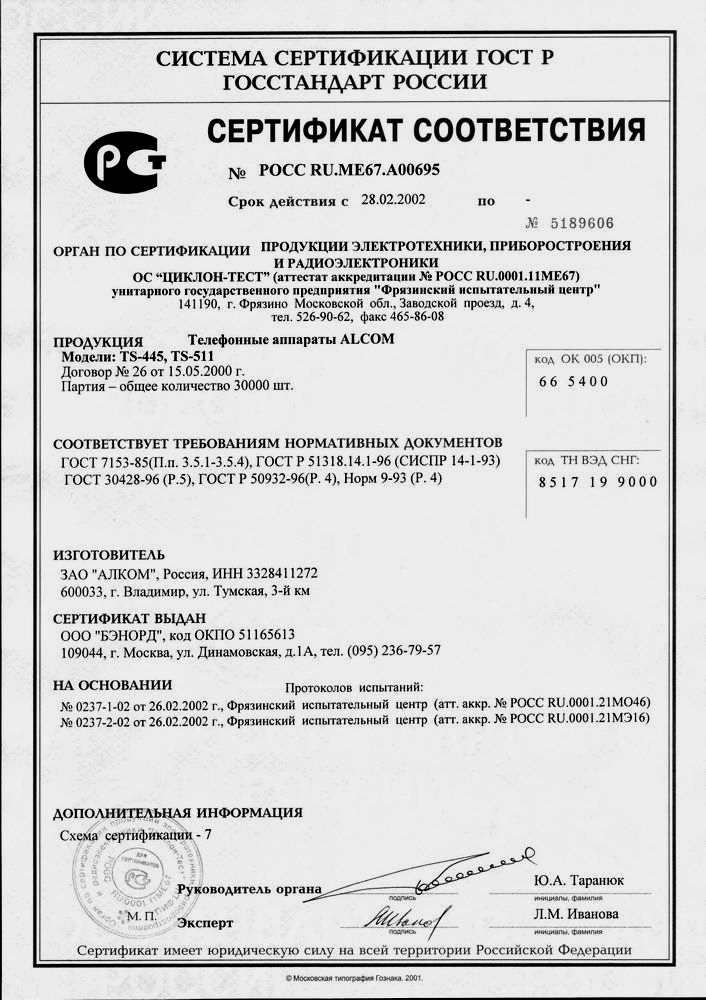 СИСТЕМА СЕРТИФИКАЦИИ ГОСТ Р
ГОССТАНДАРТ РОССИИ
РСТ
СЕРТИФИКАТ СООТВЕТСТВИЯ
№ РОСС RU.ME67.A00695
Срок действия с 28.02.2002 по -
№ 5189606
ОРГАН ПО СЕРТИФИКАЦИИ ПРОДУКЦИИ ЭЛЕКТРОТЕХНИКИ, ПРИБОРОСТРОЕНИЯ
И РАДИОЭЛЕКТРОНИКИ
ОС “ЦИКЛОН-ТЕСТ” (аттестат аккредитации № РОСС RU.0001.11ME67)
унитарного государственного предприятия "Фрязинский испытательный центр"
141190, г. Фрязино Московской обл., Заводской проезд, д. 4,
тел. 526-90-62, факс 465-86-08
ПРОДУКЦИЯ Телефонные аппараты ALCOM
Модели: TS-445, TS-511
Договор № 26 от 15.05.2000 г.
Партия – общее количество 30000 шт.
код ОК 005 (ОКП):
66 5400
СООТВЕТСТВУЕТ ТРЕБОВАНИЯМ НОРМАТИВНЫХ ДОКУМЕНТОВ
ГОСТ 7153-85(П.п. 3.5.1-3.5.4), ГОСТ Р 51318.14.1-96 (СИСПР 14-1-93)
ГОСТ 30428-96 (Р.5), ГОСТ Р 50932-96(Р. 4), Норм 9-93 (Р. 4)
код ТН ВЭД СНГ:
8517 19 9000
ИЗГОТОВИТЕЛЬ
ЗАО "АЛКОМ", Россия, ИНН 3328411272
600033, г. Владимир, ул. Тумская, 3-й км
СЕРТИФИКАТ ВЫДАН
ООО "БЭНОРД", код ОКПО 51165613
109044, г. Москва, ул. Динамовская, д.1А, тел. (095) 236-79-57
НА ОСНОВАНИИ Протоколов испытаний:
№ 0237-1-02 от 26.02.2002 г., Фрязинский испытательный центр (атт. аккр. № РОСС RU.0001.21МО46)
№ 0237-2-02 от 26.02.2002 г., Фрязинский испытательный центр (атт. аккр. № РОСС RU.0001.21МЭ16)
ДОПОЛНИТЕЛЬНАЯ ИНФОРМАЦИЯ
Схема сертификации - 7
Руководитель органа
подпись
Ю.А. Таранюк
инициалы, фамилия
М. П.
Эксперт
подпись
Л.М. Иванова
инициалы, фамилия
Сертификат имеет юридическую силу на всей территории Российской Федерации
© Московская типография Гознака. 2001.